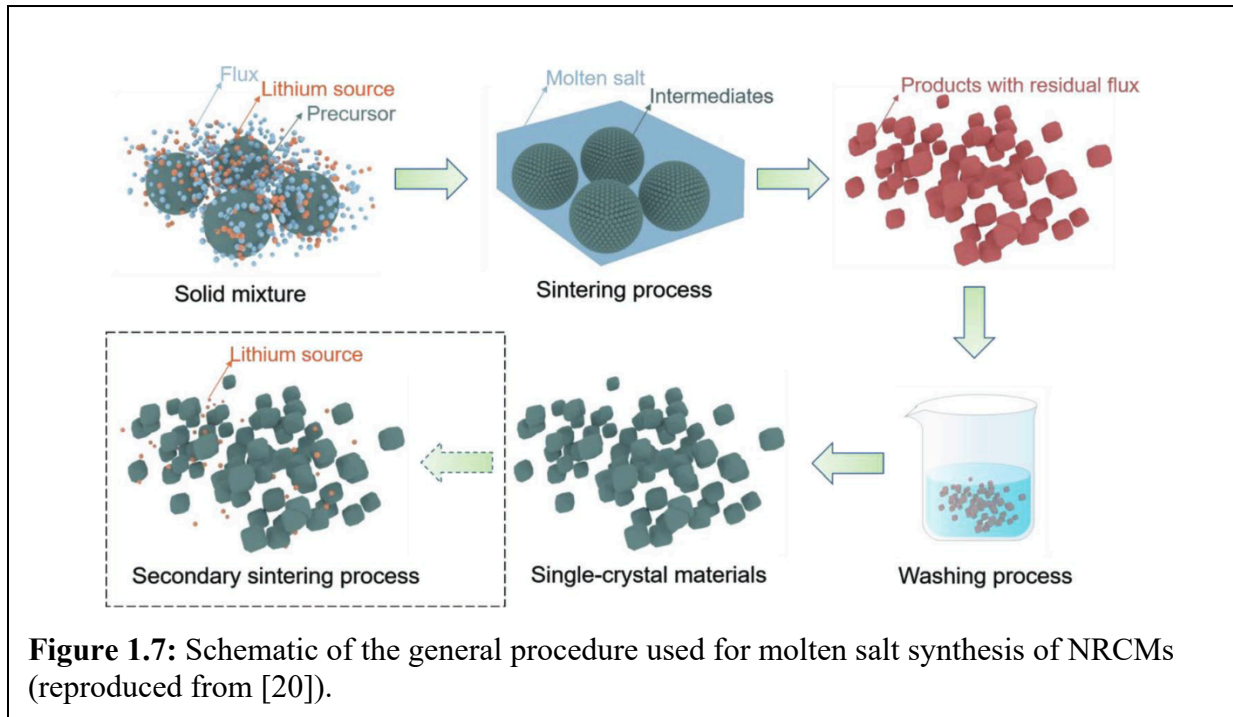 Flux
Lithium source
Precursor
Solid mixture
Molten salt
Intermediates
Sintering process
Products with residual flux
Lithium source
Secondary sintering process
Single-crystal materials
Washing process
Figure 1.7: Schematic of the general procedure used for molten salt synthesis of NRCMs
(reproduced from [20]).